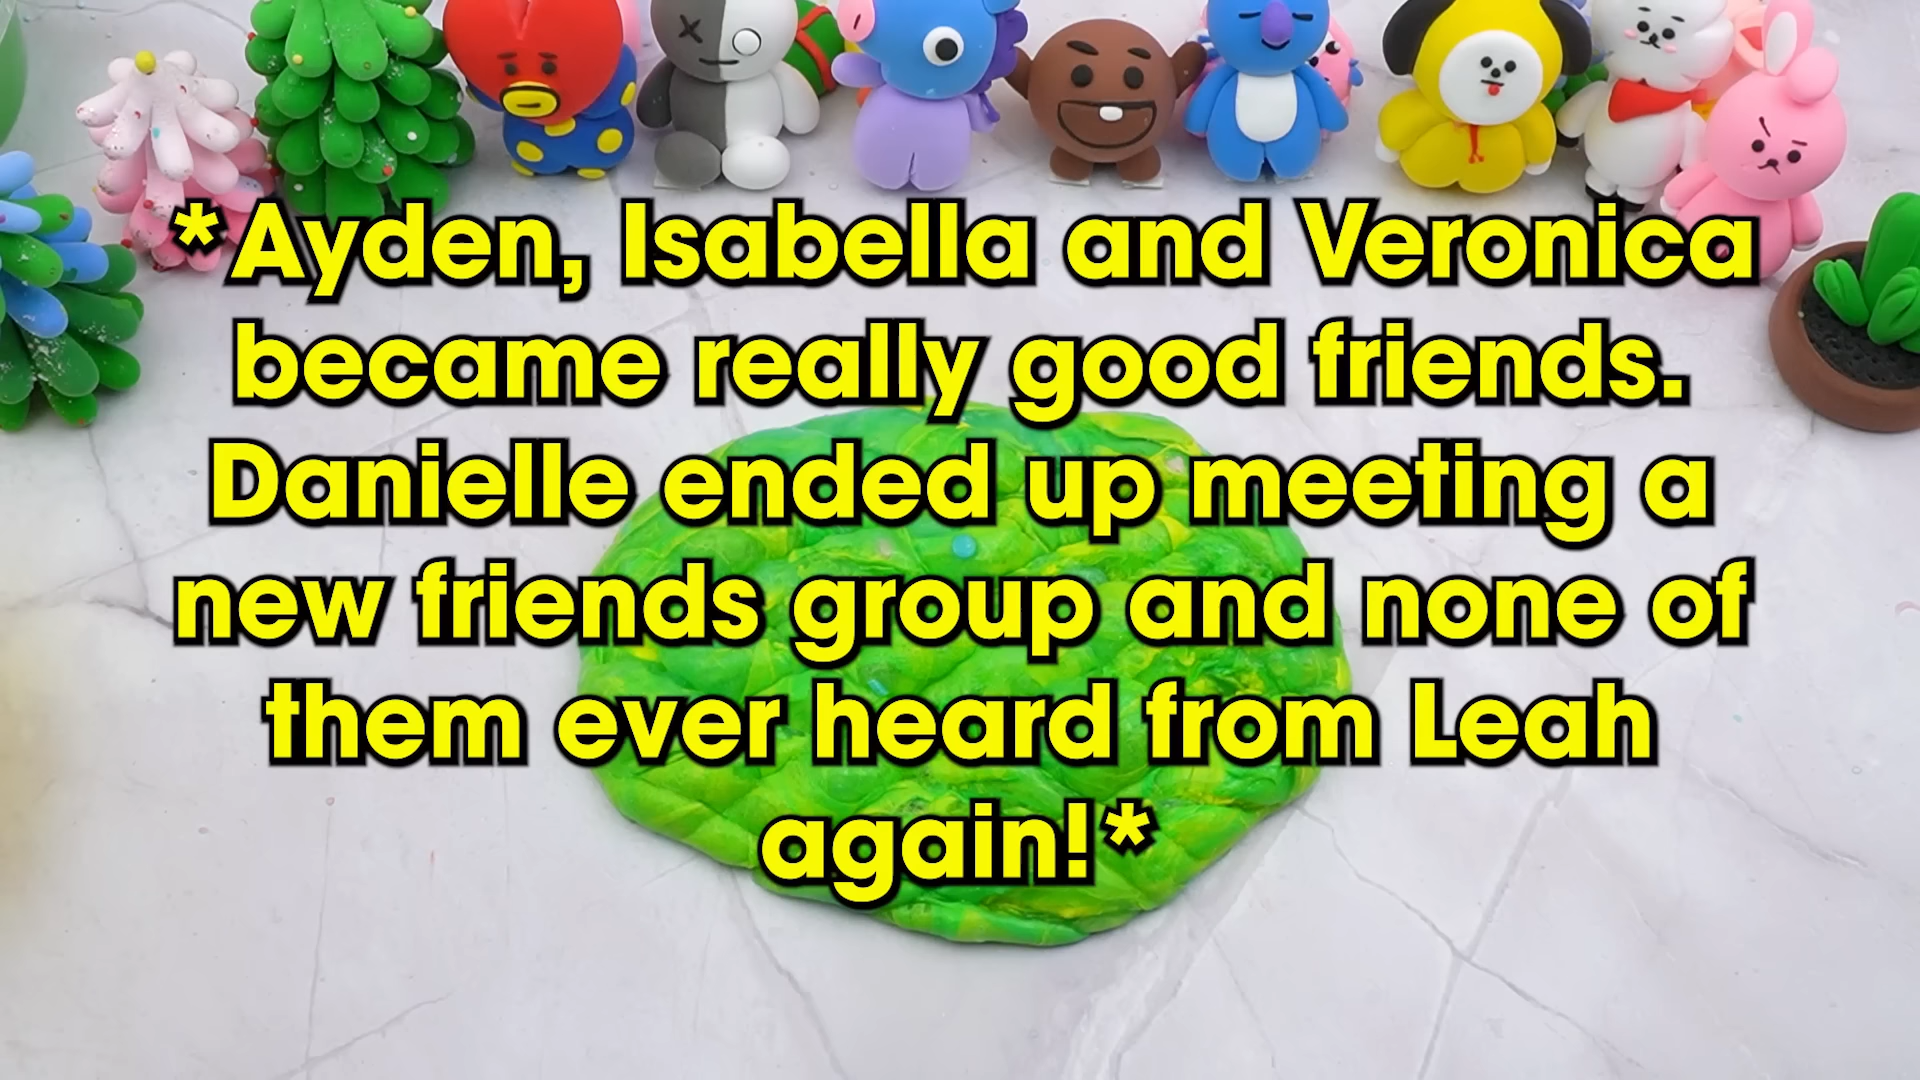 *Ayden, Isabella and Veronica
became really good friends.
Danielle ended up meeting a
new friends group and none of
them ever heard from Leah
again!*